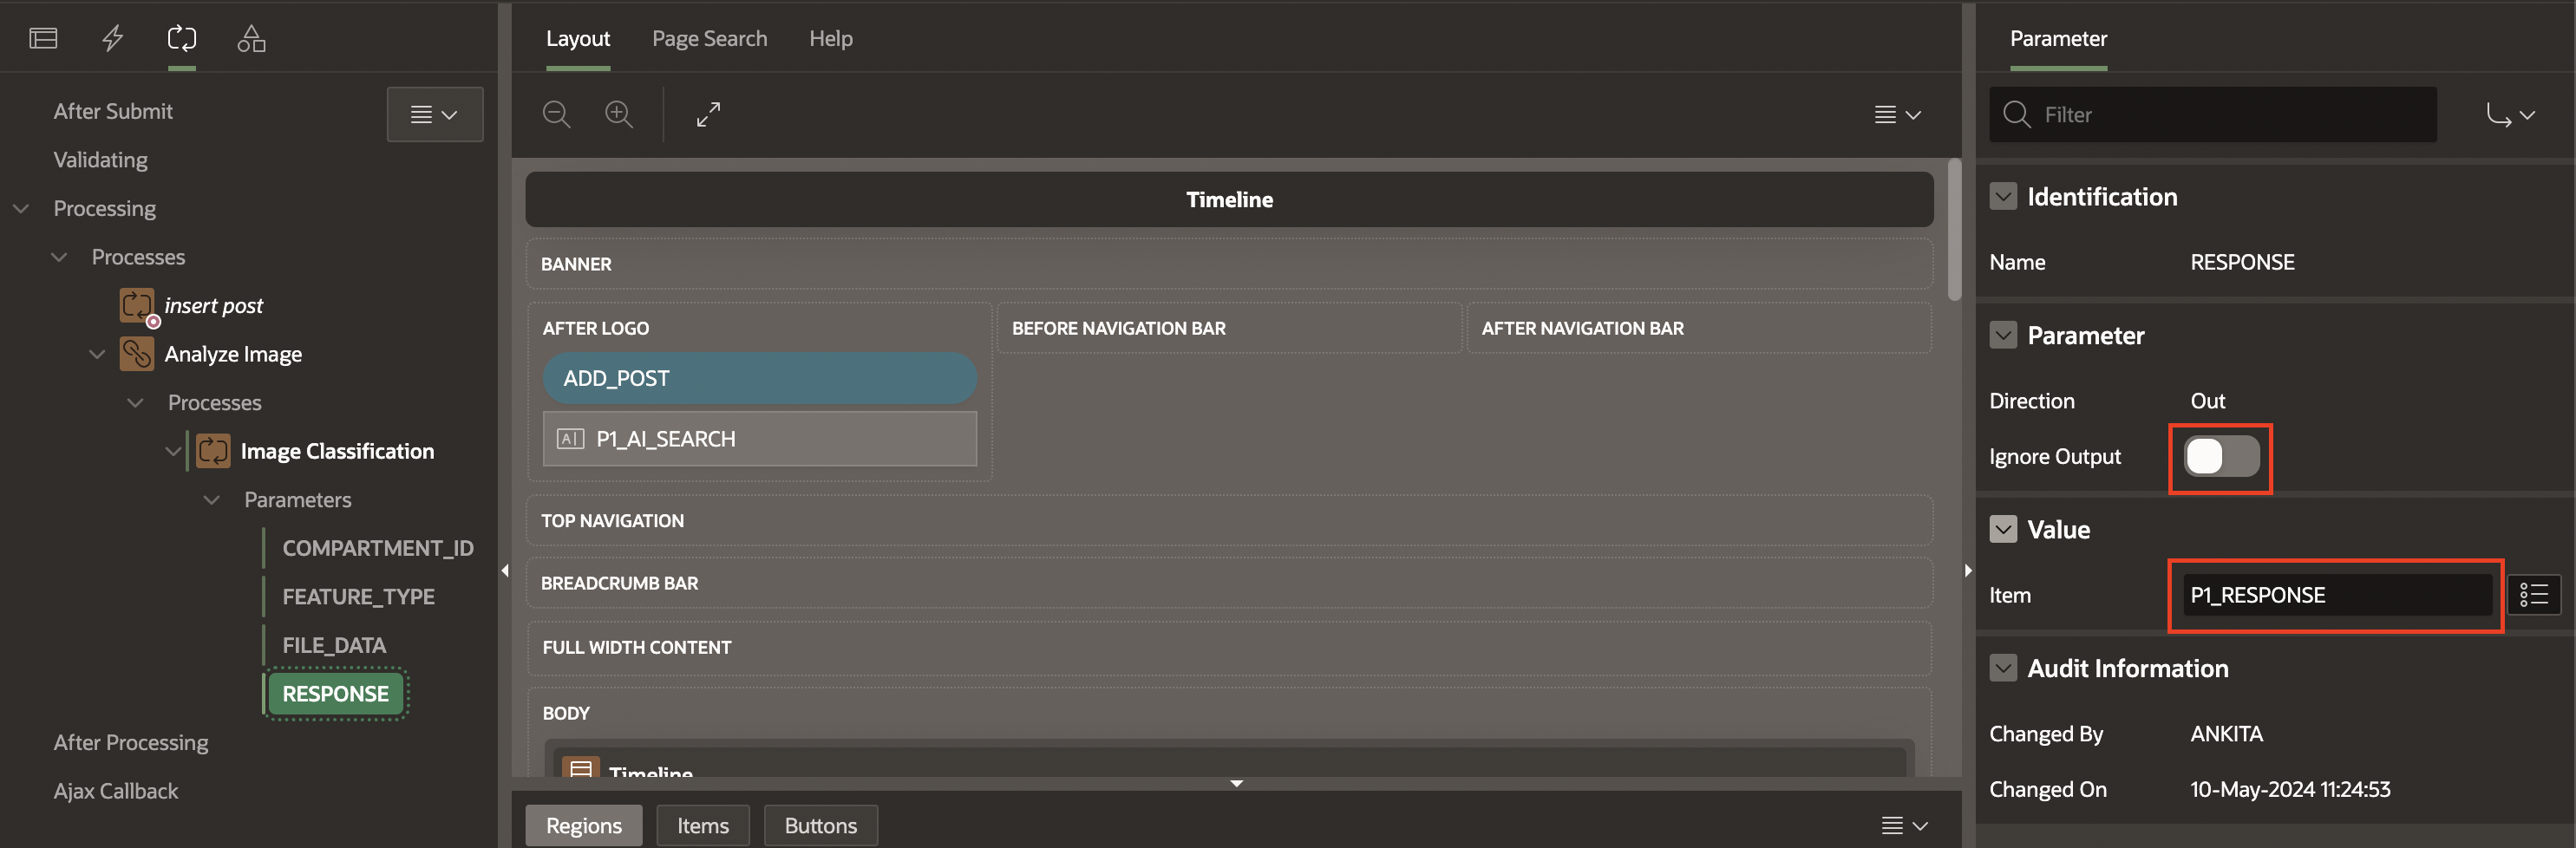 After Submit
Validating
Processing
Processes
insert post
Analyze Image
Processes
Image Classification
Parameters
COMPARTMENT_ID
FEATURE_TYPE
FILE_DATA
RESPONSE
After Processing
Ajax Callback
Layout Page Search Help
Timeline
BANNER
AFTER LOGO BEFORE NAVIGATION BAR AFTER NAVIGATION BAR
ADD_POST
P1_AI_SEARCH
TOP NAVIGATION
BREADCRUMB BAR
FULL WIDTH CONTENT
BODY
Timeline
Regions Items Buttons
Parameter
Filter
Identification
Name RESPONSE
Parameter
Direction Out
Ignore Output
Value
Item P1_RESPONSE
Audit Information
Changed By ANKITA
Changed On 10-May-2024 11:24:53